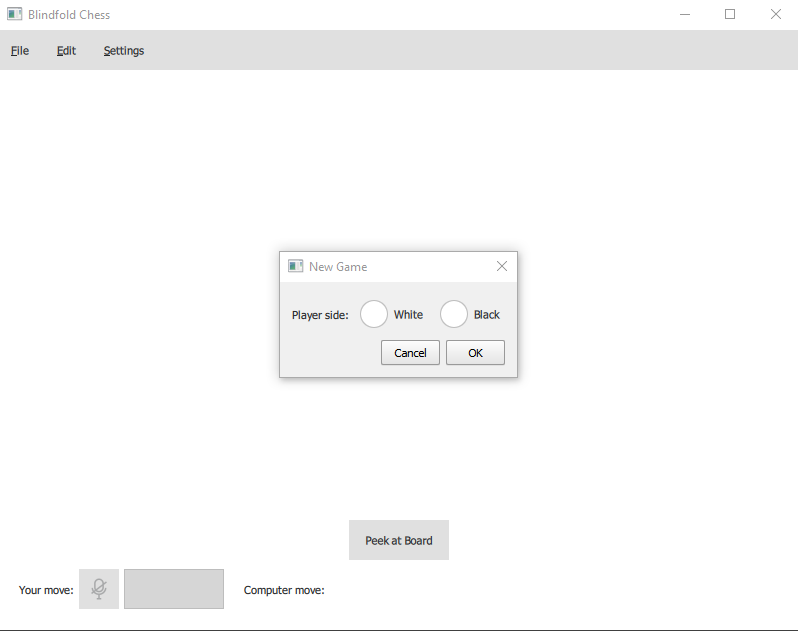 Blindfold Chess
File Edit Settings
New Game
Player side: White Black
Cancel OK
Peek at Board
Your move: Computer move: